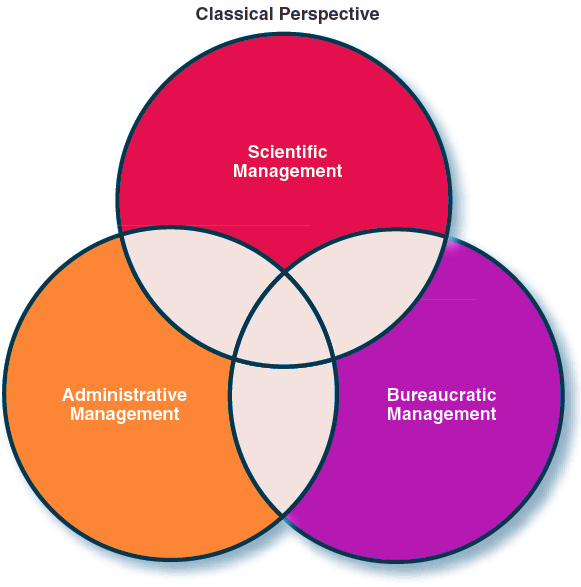 Classical Perspective
Scientific
Management
Administrative
Management
Bureaucratic
Management